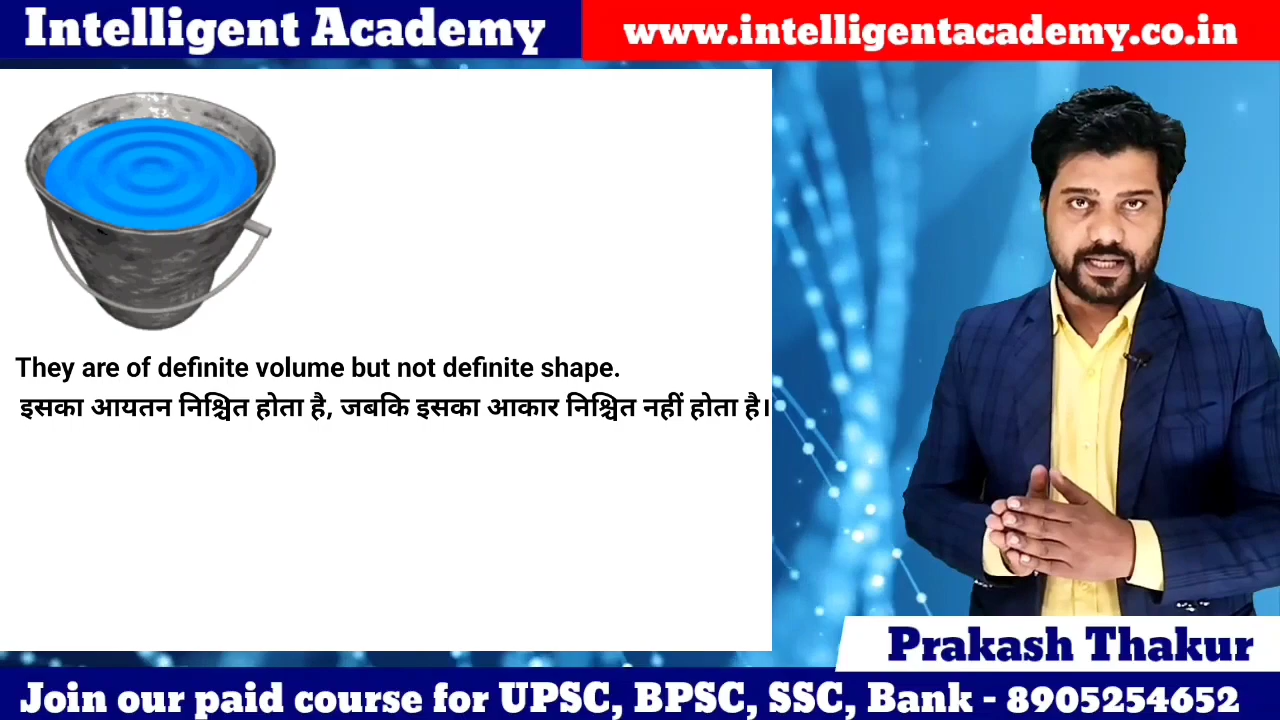 Intelligent Academy
www.intelligentacademy.co.in
They are of definite volume but not definite shape.
इसका आयतन निश्चित होता है, जबकि इसका आकार निश्चित नहीं होता है।
Prakash Thakur
Join our paid course for UPSC, BPSC, SSC, Bank - 8905254652